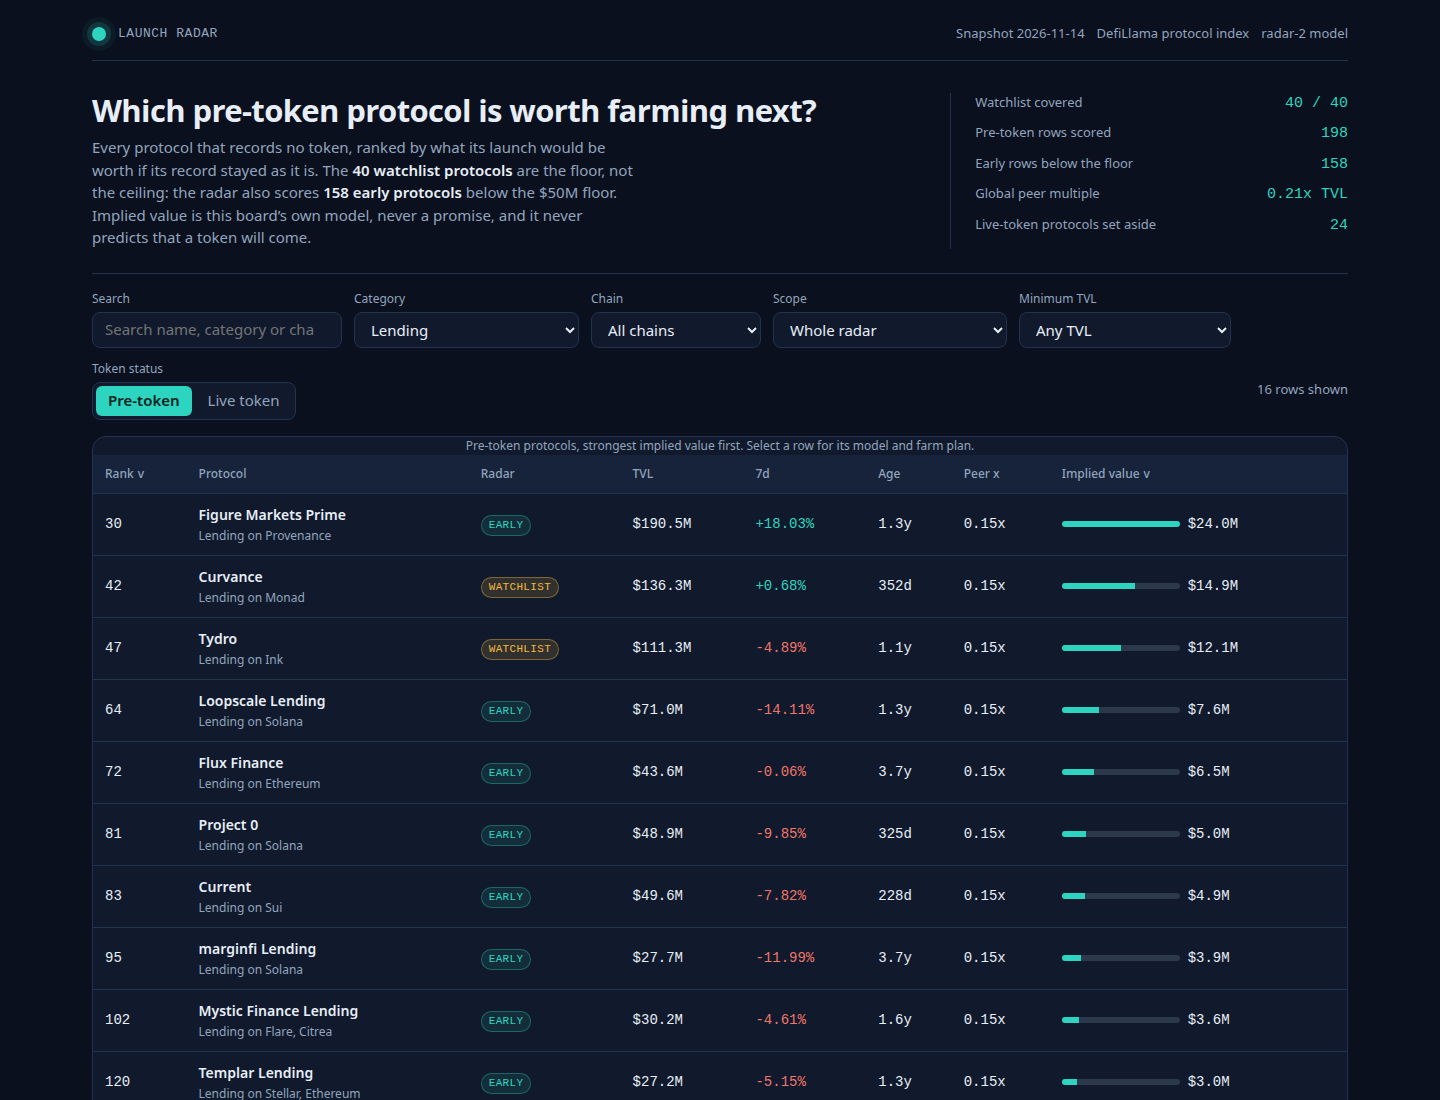 LAUNCH RADAR
Snapshot 2026-11-14 DefiLlama protocol index radar-2 model
Which pre-token protocol is worth farming next?
Every protocol that records no token, ranked by what its launch would be
worth if its record stayed as it is. The 40 watchlist protocols are the floor, not
the ceiling: the radar also scores 158 early protocols below the $50M floor.
Implied value is this board’s own model, never a promise, and it never
predicts that a token will come.
Watchlist covered 40 / 40
Pre-token rows scored 198
Early rows below the floor 158
Global peer multiple 0.21x TVL
Live-token protocols set aside 24
Search Category Chain Scope Minimum TVL
Search name, category or cha Lending All chains Whole radar Any TVL
Token status
Pre-token Live token
16 rows shown
Pre-token protocols, strongest implied value first. Select a row for its model and farm plan.
Rank v Protocol Radar TVL 7d Age Peer x Implied value v
30 Figure Markets Prime EARLY $190.5M +18.03% 1.3y 0.15x $24.0M
Lending on Provenance
42 Curvance WATCHLIST $136.3M +0.68% 352d 0.15x $14.9M
Lending on Monad
47 Tydro WATCHLIST $111.3M -4.89% 1.1y 0.15x $12.1M
Lending on Ink
64 Loopscale Lending EARLY $71.0M -14.11% 1.3y 0.15x $7.6M
Lending on Solana
72 Flux Finance EARLY $43.6M -0.06% 3.7y 0.15x $6.5M
Lending on Ethereum
81 Project 0 EARLY $48.9M -9.85% 325d 0.15x $5.0M
Lending on Solana
83 Current EARLY $49.6M -7.82% 228d 0.15x $4.9M
Lending on Sui
95 marginfi Lending EARLY $27.7M -11.99% 3.7y 0.15x $3.9M
Lending on Solana
102 Mystic Finance Lending EARLY $30.2M -4.61% 1.6y 0.15x $3.6M
Lending on Flare, Citrea
120 Templar Lending EARLY $27.2M -5.15% 1.3y 0.15x $3.0M
Lending on Stellar, Ethereum